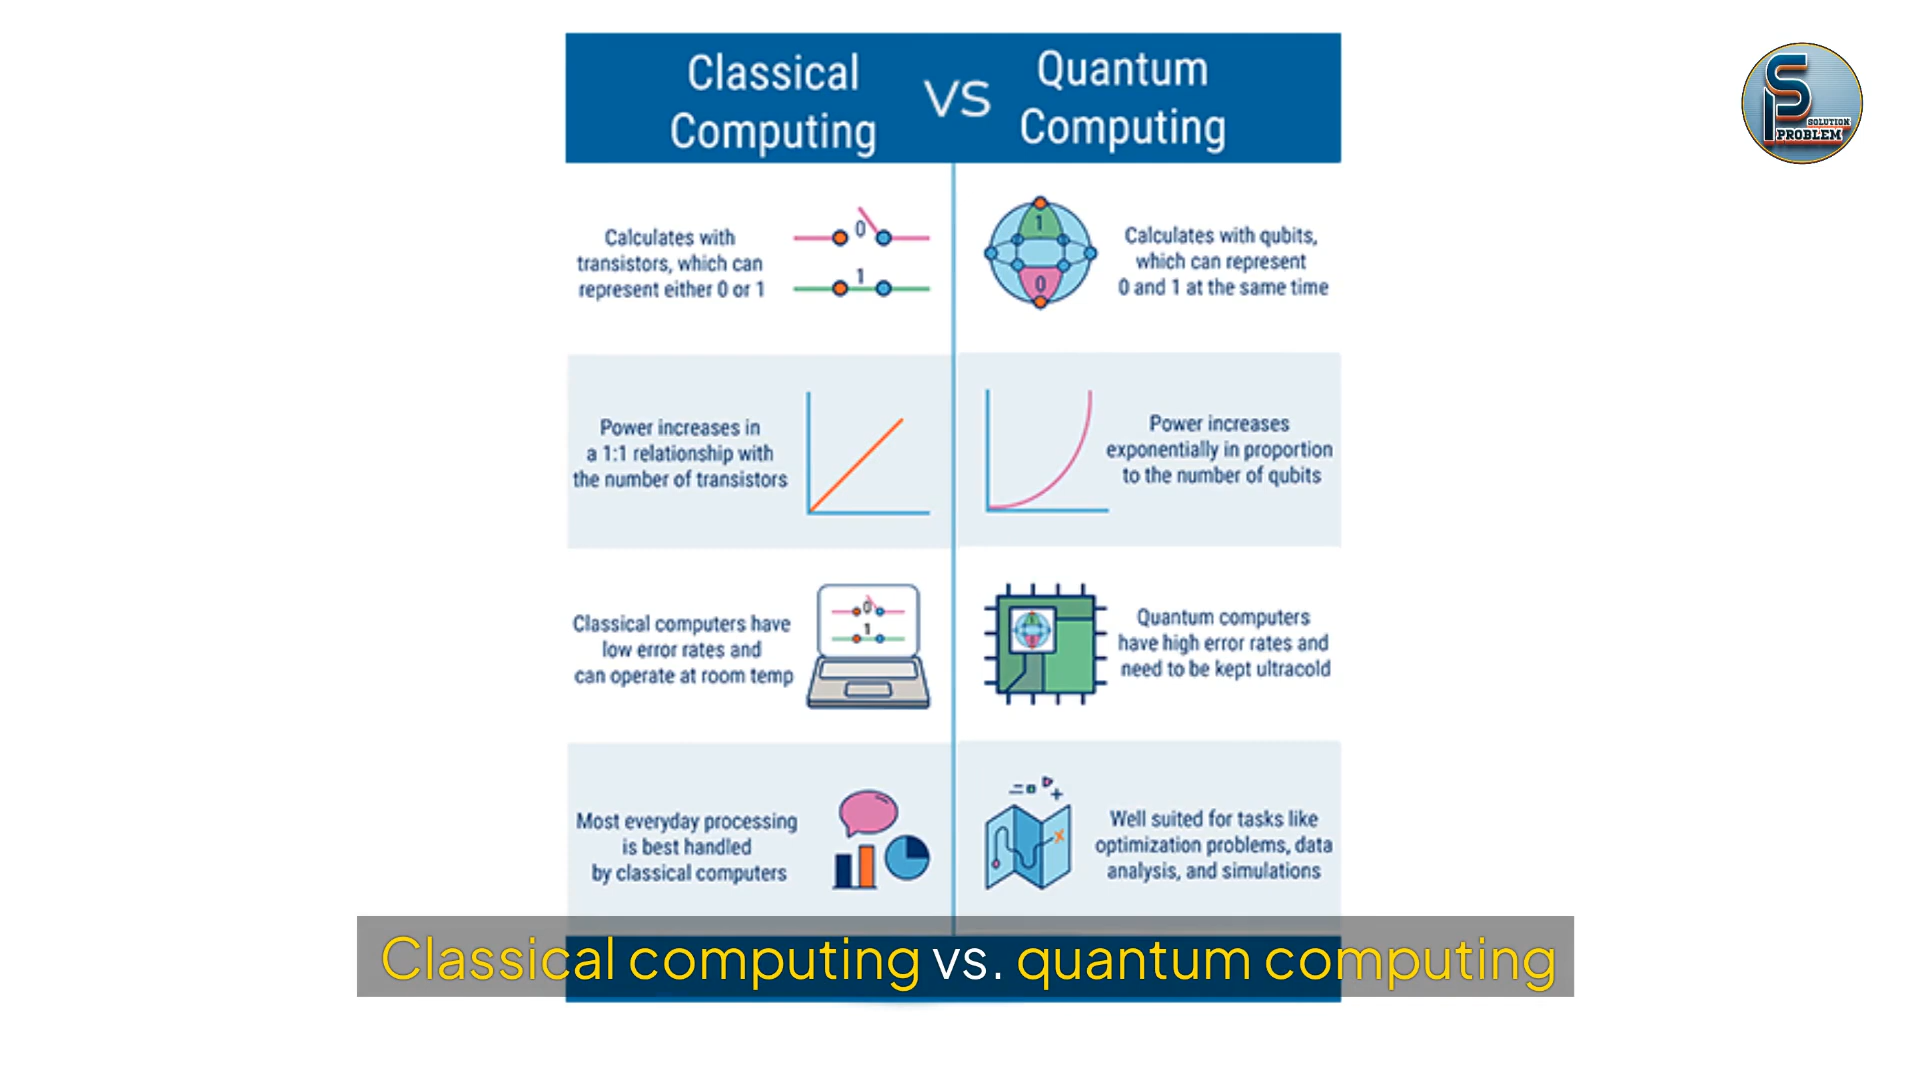 Classical
Computing
VS
Quantum
Computing
SOLUTION
PROBLEM
Calculates with
transistors, which can
represent either 0 or 1
0
1
1
0
Calculates with qubits,
which can represent
0 and 1 at the same time
Power increases in
a 1:1 relationship with
the number of transistors
Power increases
exponentially in proportion
to the number of qubits
Classical computers have
low error rates and
can operate at room temp
0
1
Quantum computers
have high error rates and
need to be kept ultracold
Most everyday processing
is best handled
by classical computers
Well suited for tasks like
optimization problems, data
analysis, and simulations
Classical computing vs. quantum computing